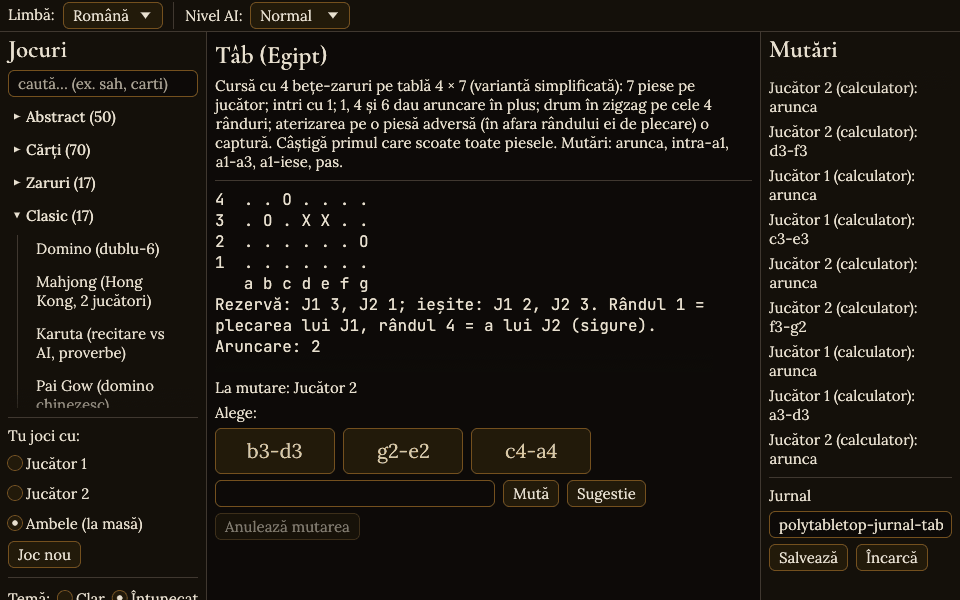 Limbă: Română ▼ Nivel AI: Normal ▼
Jocuri
caută... (ex. sah, carti)
▸ Abstract (50)
▸ Cărți (70)
▸ Zaruri (17)
▾ Clasic (17)
Domino (dublu-6)
Mahjong (Hong
Kong, 2 jucători)
Karuta (recitare vs
AI, proverbe)
Pai Gow (domino
chinezesc)
Tu joci cu:
Jucător 1
Jucător 2
Ambele (la masă)
Joc nou
Temă: Clar Întunecat
Tâb (Egipt)
Cursă cu 4 bețe-zaruri pe tablă 4 × 7 (variantă simplificată): 7 piese pe
jucător; intri cu 1; 1, 4 și 6 dau aruncare în plus; drum în zigzag pe cele 4
rânduri; aterizarea pe o piesă adversă (în afara rândului ei de plecare) o
captură. Câștigă primul care scoate toate piesele. Mutări: arunca, intra-a1,
a1-a3, a1-iese, pas.
4 . . O . . . .
3 . O . X X . .
2 . . . . . . O
1 . . . . . . .
a b c d e f g
Rezervă: J1 3, J2 1; ieșite: J1 2, J2 3. Rândul 1 =
plecarea lui J1, rândul 4 = a lui J2 (sigure).
Aruncare: 2
La mutare: Jucător 2
Alege:
b3-d3 g2-e2 c4-a4
Mută Sugestie
Anulează mutarea
Mutări
Jucător 2 (calculator):
arunca
Jucător 2 (calculator):
d3-f3
Jucător 1 (calculator):
arunca
Jucător 1 (calculator):
c3-e3
Jucător 2 (calculator):
arunca
Jucător 2 (calculator):
f3-g2
Jucător 1 (calculator):
arunca
Jucător 1 (calculator):
a3-d3
Jucător 2 (calculator):
arunca
Jurnal
polytabletop-jurnal-tab
Salvează Încarcă